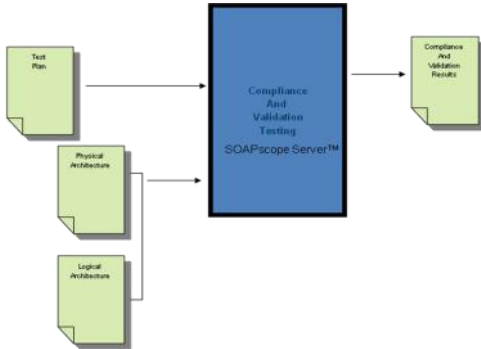 Test
Plan
Physical
Architecture
Logical
Architecture
Compliance
And
Validation
Testing
SOAPscope Server™
Compliance
And
Validation
Results